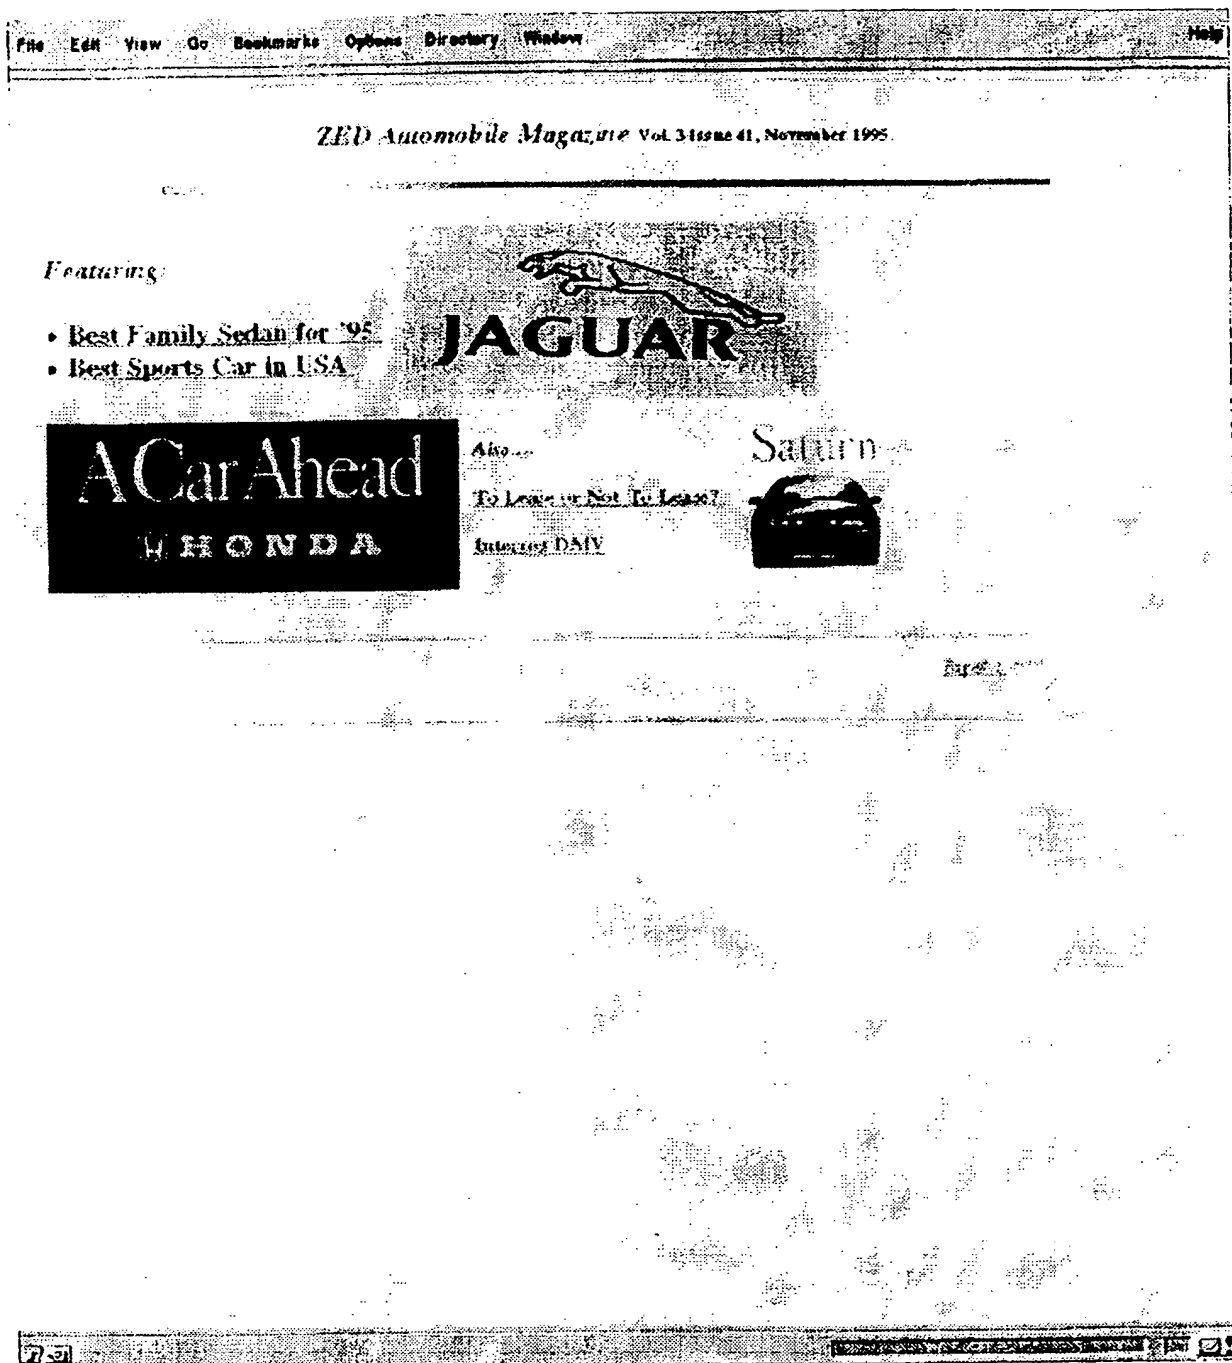 File Edit View Go Bookmarks Options Directory Window Help
ZED Automobile Magazine Vol. 3 Issue 41, November 1995.
Featuring:
• Best Family Sedan for '95
• Best Sports Car in USA
JAGUAR
A Car Ahead
HONDA
Also...
To Lease or Not To Lease?
Internet DMV
Saturn